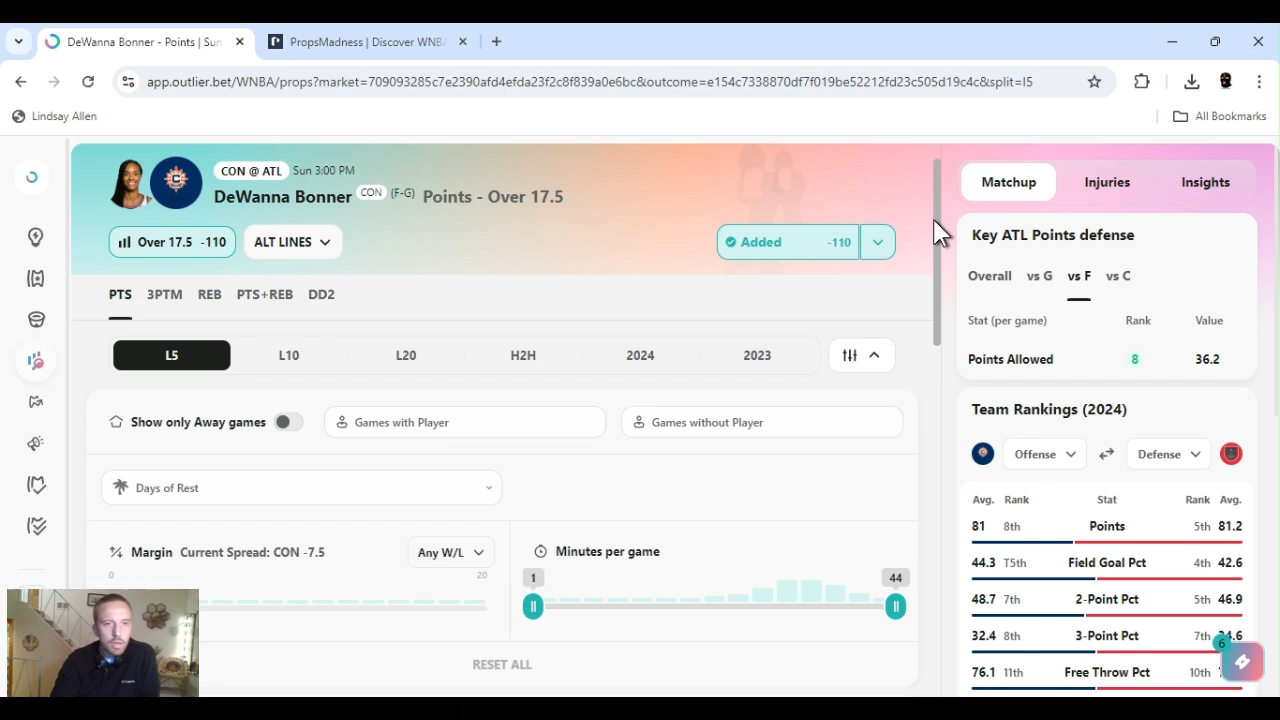 DeWanna Bonner - Points | Sun
PropsMadness | Discover WNBA
app.outlier.bet/WNBA/props?market=709093285c7e2390afd4efda23f2c8f839a0e6bc&outcome=e154c7338870df7f019be52212fd23c505d19c4c&split=l5
Lindsay Allen
All Bookmarks
CON @ ATL Sun 3:00 PM
DeWanna Bonner CON (F-G) Points - Over 17.5
Over 17.5 -110
ALT LINES
Added -110
PTS 3PTM REB PTS+REB DD2
L5 L10 L20 H2H 2024 2023
Show only Away games
Games with Player
Games without Player
Days of Rest
Margin Current Spread: CON -7.5
Any W/L
0 20
Minutes per game
1 44
RESET ALL
Matchup Injuries Insights
Key ATL Points defense
Overall vs G vs F vs C
Stat (per game) Rank Value
Points Allowed 8 36.2
Team Rankings (2024)
Offense Defense
Avg. Rank Stat Rank Avg.
81 8th Points 5th 81.2
44.3 T5th Field Goal Pct 4th 42.6
48.7 7th 2-Point Pct 5th 46.9
32.4 8th 3-Point Pct 7th
6
76.1 11th Free Throw Pct 10th